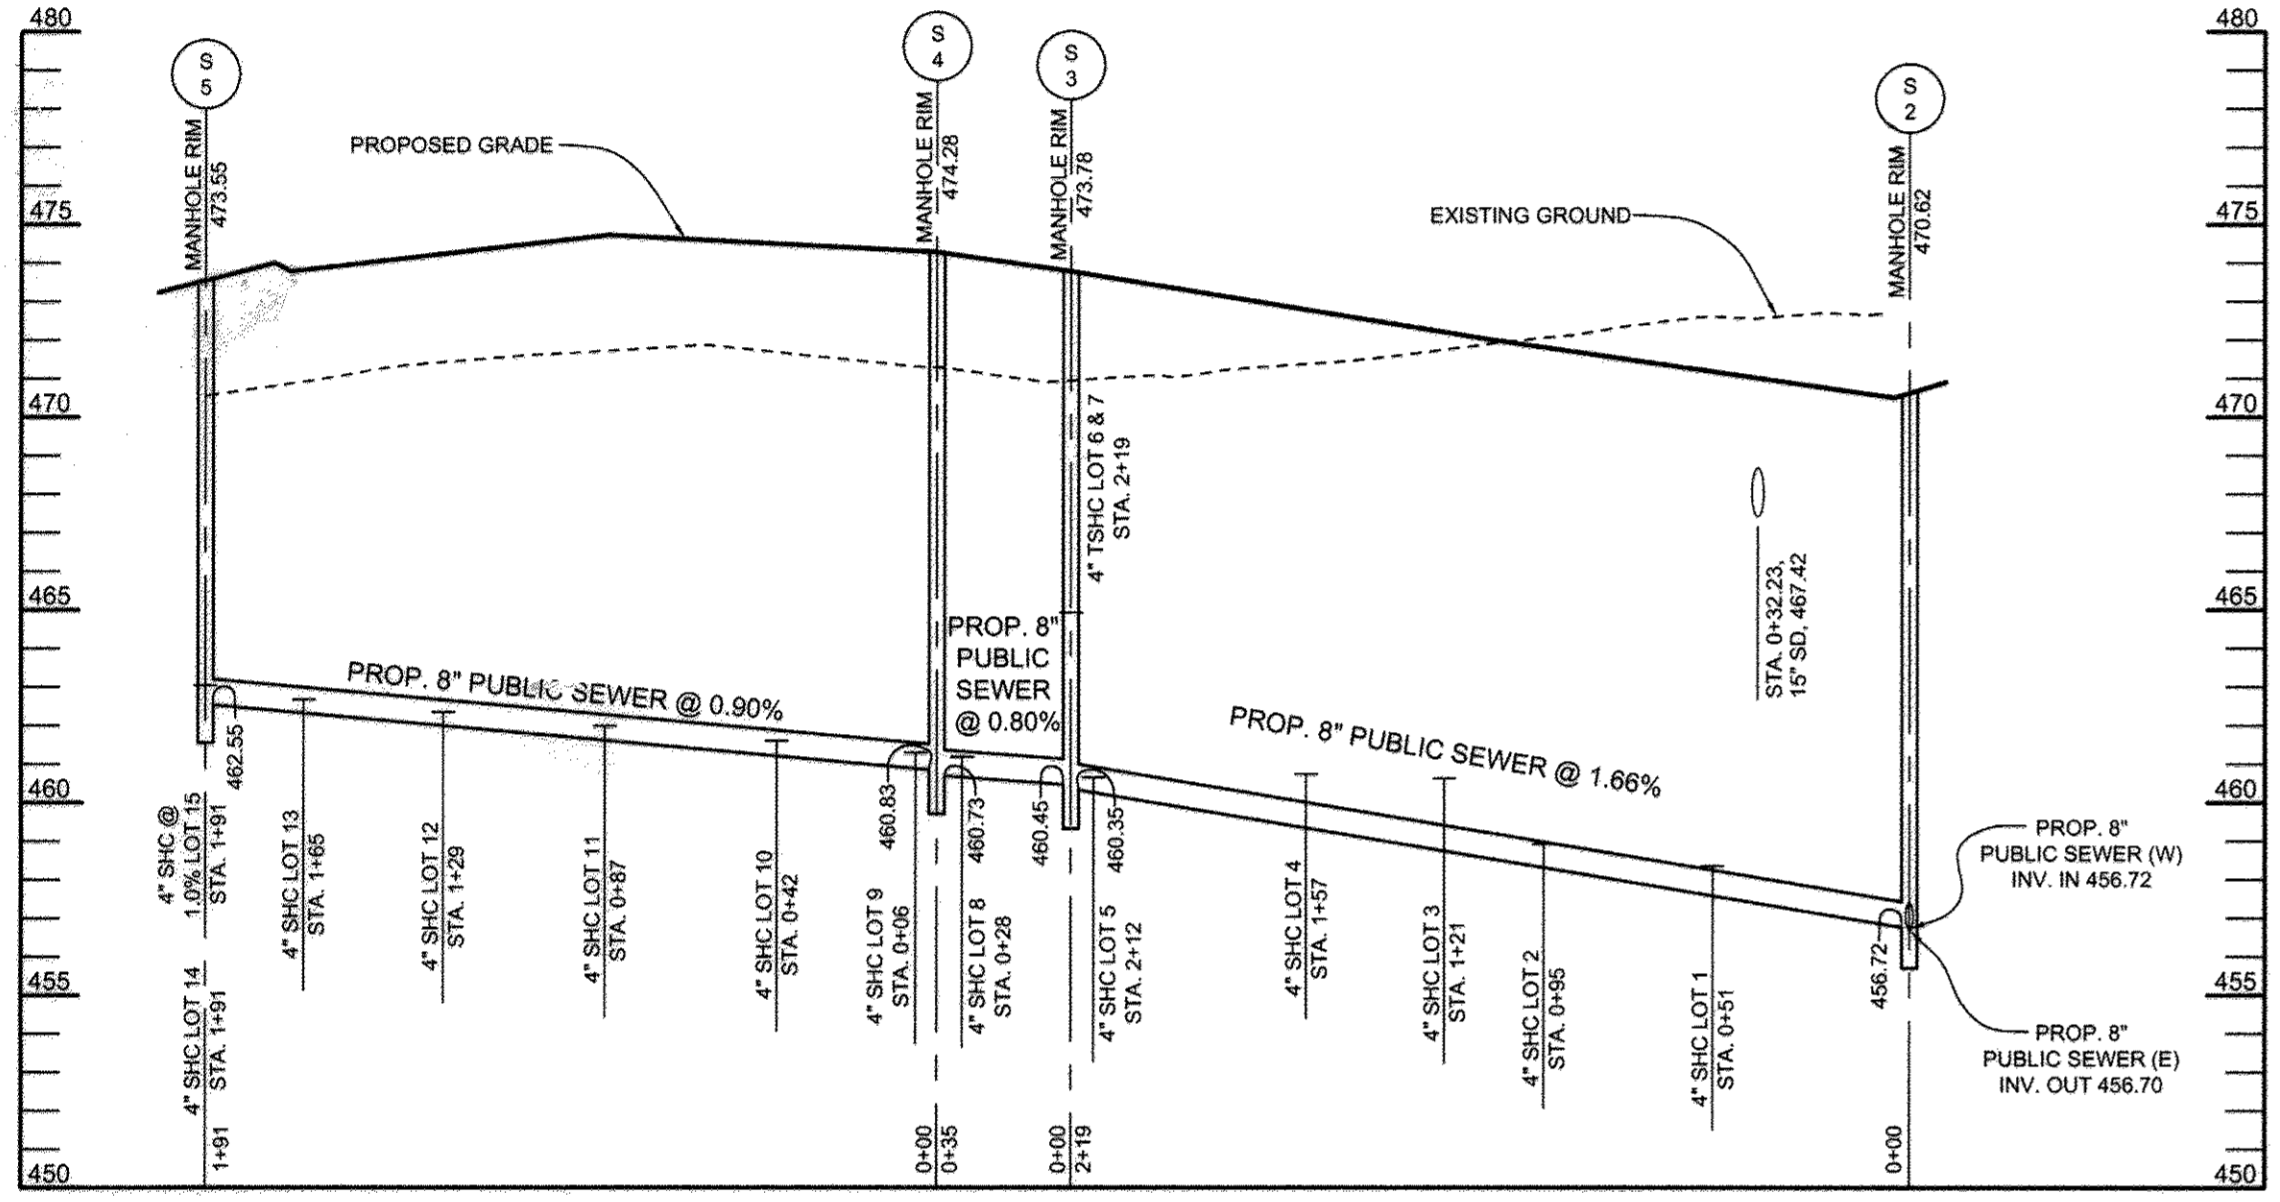 480
480
S
5
S
4
S
3
S
2
MANHOLE RIM
473.55
MANHOLE RIM
474.28
MANHOLE RIM
473.78
MANHOLE RIM
470.62
PROPOSED GRADE
EXISTING GROUND
475
475
470
470
4" TSHC LOT 6 & 7
STA. 2+19
465
465
STA. 0+32.23,
15" SD, 467.42
PROP. 8" PUBLIC SEWER @ 0.90%
PROP. 8"
PUBLIC
SEWER
@ 0.80%
PROP. 8" PUBLIC SEWER @ 1.66%
462.55
460.83
460.73
460.45
460.35
456.72
460
460
4" SHC @
1.0% LOT 15
STA. 1+91
4" SHC LOT 14
STA. 1+91
4" SHC LOT 13
STA. 1+65
4" SHC LOT 12
STA. 1+29
4" SHC LOT 11
STA. 0+87
4" SHC LOT 10
STA. 0+42
4" SHC LOT 9
STA. 0+06
4" SHC LOT 8
STA. 0+28
4" SHC LOT 5
STA. 2+12
4" SHC LOT 4
STA. 1+57
4" SHC LOT 3
STA. 1+21
4" SHC LOT 2
STA. 0+95
4" SHC LOT 1
STA. 0+51
PROP. 8"
PUBLIC SEWER (W)
INV. IN 456.72
455
455
PROP. 8"
PUBLIC SEWER (E)
INV. OUT 456.70
1+91
0+00
0+35
0+00
2+19
0+00
450
450